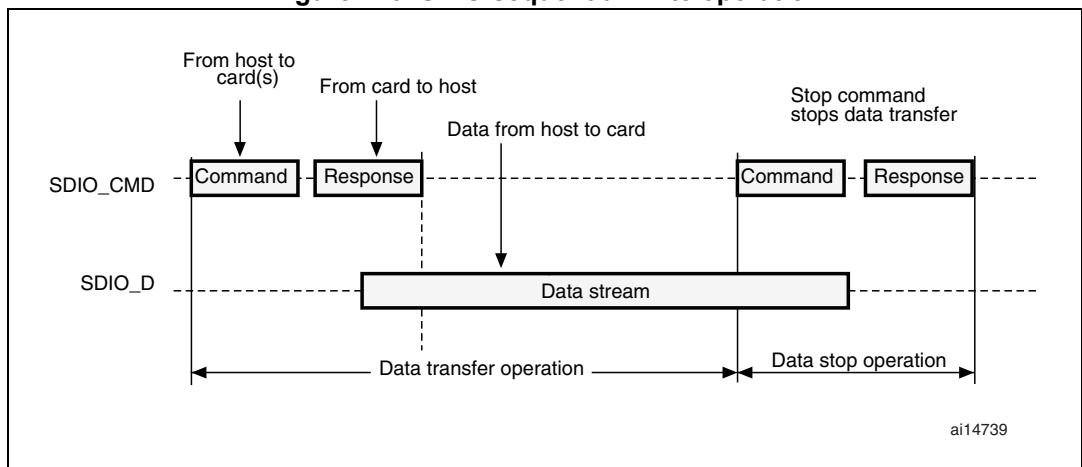 From host to
card(s)
From card to host
Data from host to card
Stop command
stops data transfer
SDIO_CMD
Command
Response
Command
Response
SDIO_D
Data stream
Data transfer operation
Data stop operation
ai14739